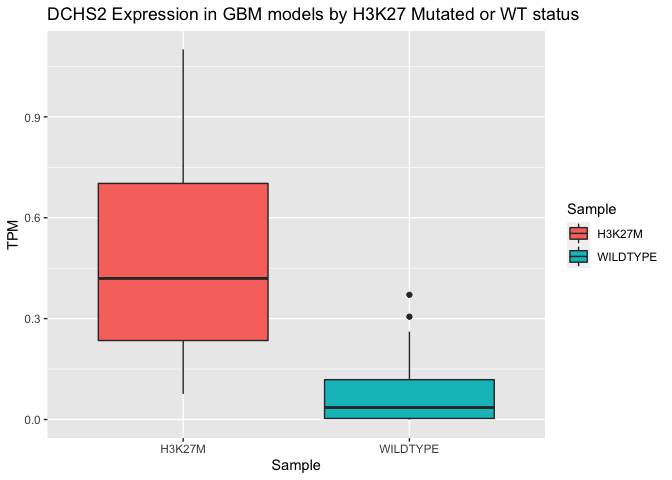 DCHS2 Expression in GBM models by H3K27 Mutated or WT status
TPM
0.9
0.6
0.3
0.0
H3K27M
WILDTYPE
Sample
Sample
H3K27M
WILDTYPE